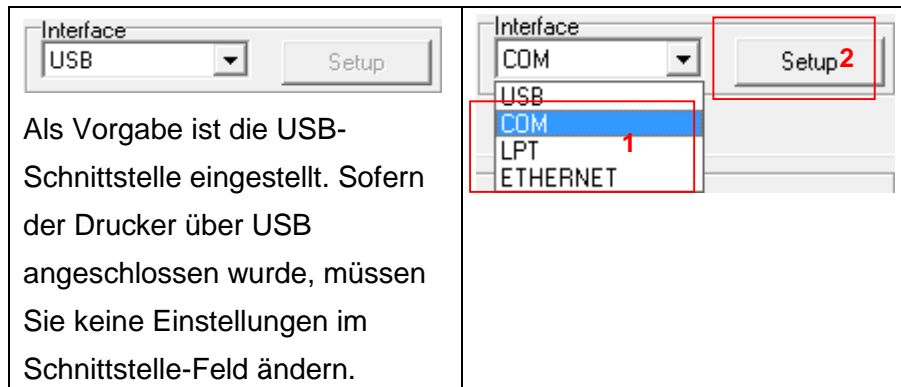 Interface
USB
Setup
Als Vorgabe ist die USB-
Schnittstelle eingestellt. Sofern
der Drucker über USB
angeschlossen wurde, müssen
Sie keine Einstellungen im
Schnittstelle-Feld ändern.
Interface
COM
Setup 2
USB
COM
1
LPT
ETHERNET